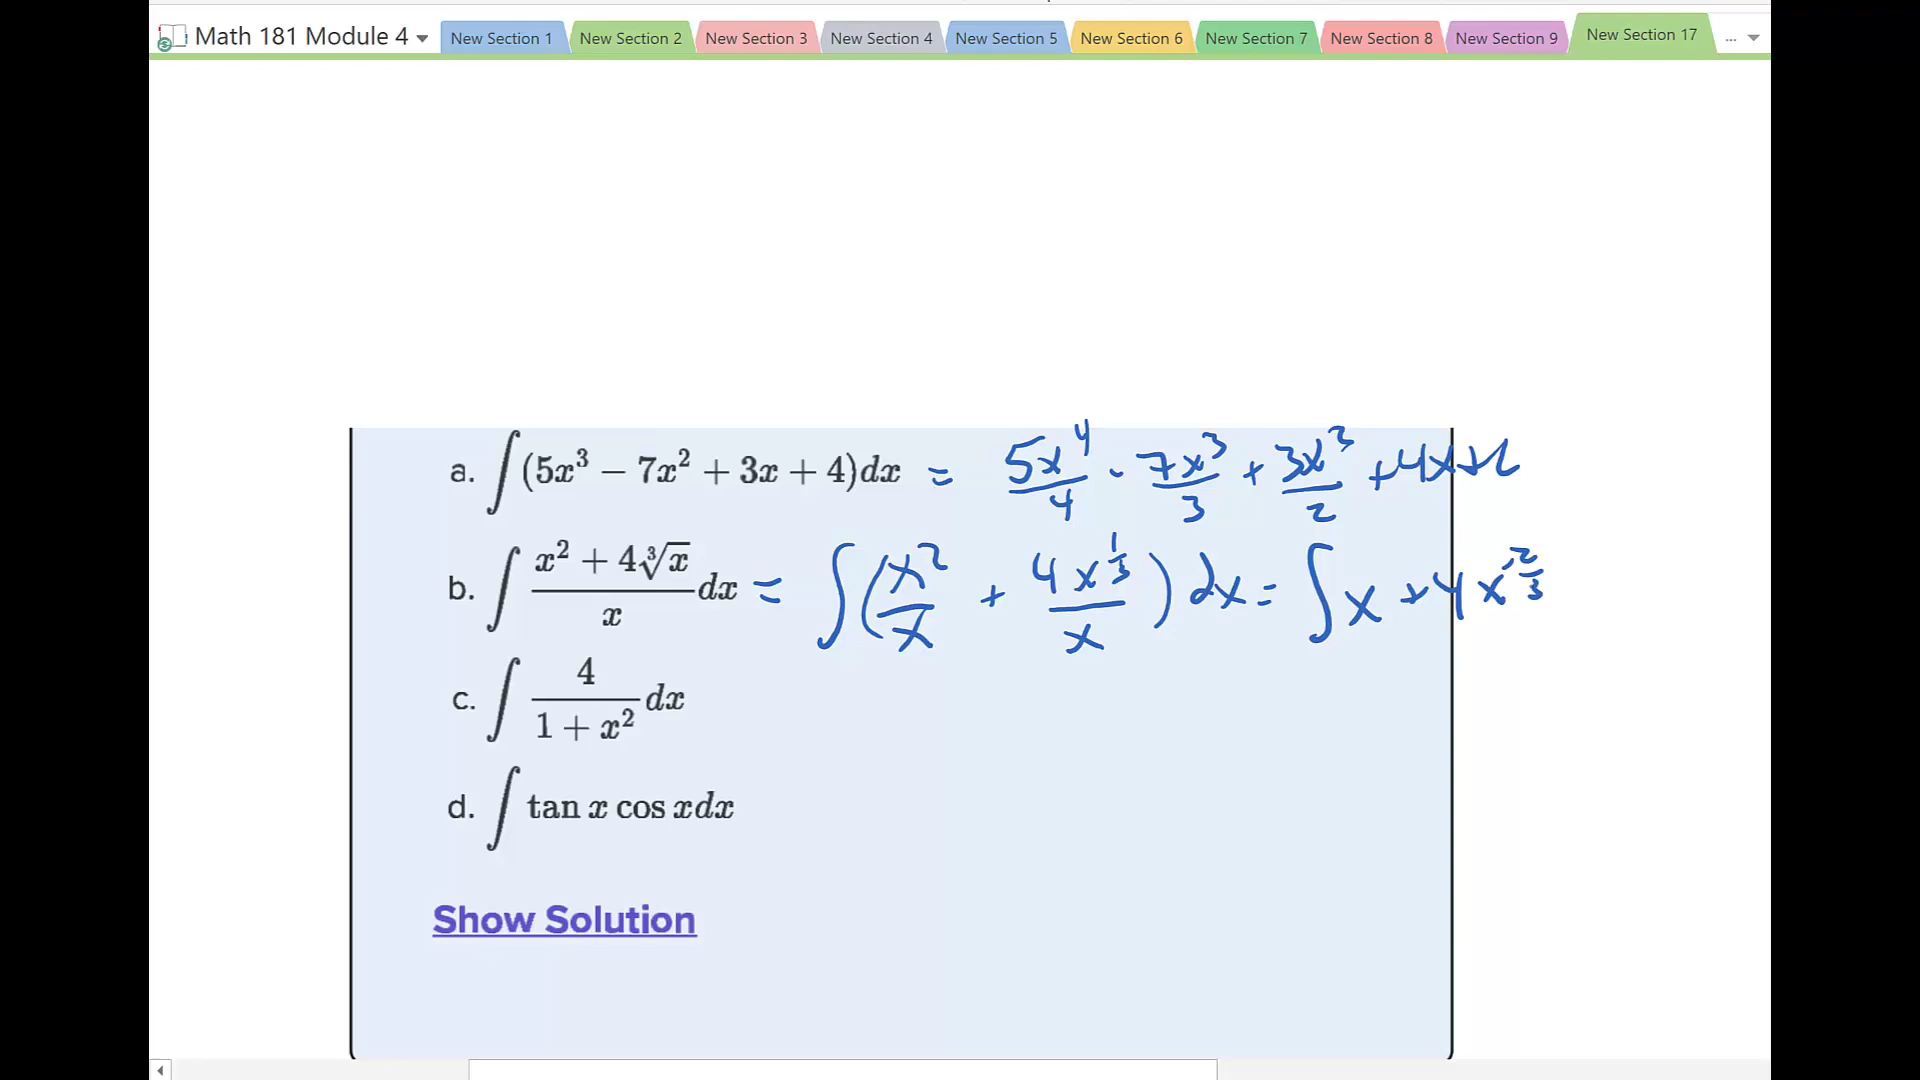 Math 181 Module 4 New Section 1 New Section 2 New Section 3 New Section 4 New Section 5 New Section 6 New Section 7 New Section 8 New Section 9 New Section 17 ...
a. ∫(5x³ − 7x² + 3x + 4)dx = 5x⁴/4 - 7x³/3 + 3x²/2 + 4x + c
b. ∫ (x² + 4∛x)/x dx = ∫(x²/x + 4x^(1/3)/x) dx = ∫ x + 4x^(-2/3)
c. ∫ 4/(1 + x²) dx
d. ∫ tan x cos xdx
Show Solution